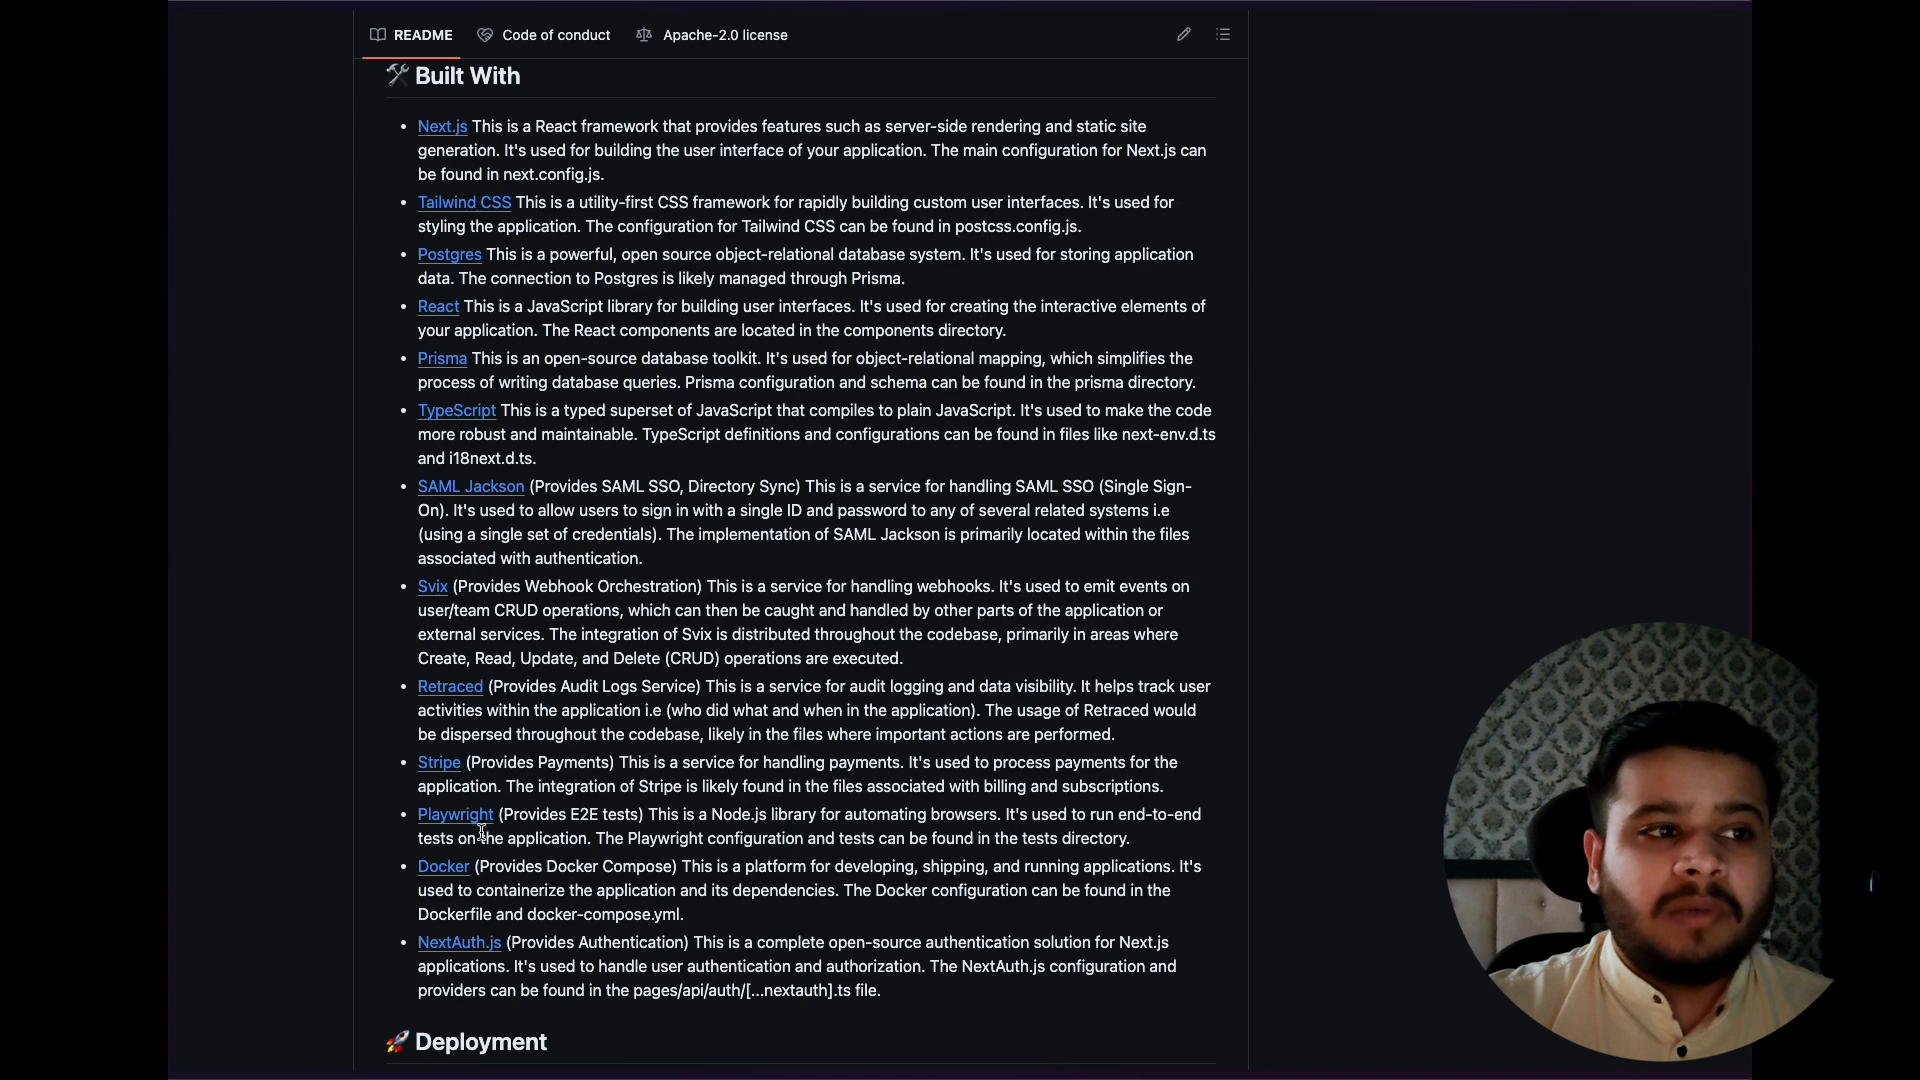 README Code of conduct Apache-2.0 license
🛠 Built With
• Next.js This is a React framework that provides features such as server-side rendering and static site
generation. It's used for building the user interface of your application. The main configuration for Next.js can
be found in next.config.js.
• Tailwind CSS This is a utility-first CSS framework for rapidly building custom user interfaces. It's used for
styling the application. The configuration for Tailwind CSS can be found in postcss.config.js.
• Postgres This is a powerful, open source object-relational database system. It's used for storing application
data. The connection to Postgres is likely managed through Prisma.
• React This is a JavaScript library for building user interfaces. It's used for creating the interactive elements of
your application. The React components are located in the components directory.
• Prisma This is an open-source database toolkit. It's used for object-relational mapping, which simplifies the
process of writing database queries. Prisma configuration and schema can be found in the prisma directory.
• TypeScript This is a typed superset of JavaScript that compiles to plain JavaScript. It's used to make the code
more robust and maintainable. TypeScript definitions and configurations can be found in files like next-env.d.ts
and i18next.d.ts.
• SAML Jackson (Provides SAML SSO, Directory Sync) This is a service for handling SAML SSO (Single Sign-
On). It's used to allow users to sign in with a single ID and password to any of several related systems i.e
(using a single set of credentials). The implementation of SAML Jackson is primarily located within the files
associated with authentication.
• Svix (Provides Webhook Orchestration) This is a service for handling webhooks. It's used to emit events on
user/team CRUD operations, which can then be caught and handled by other parts of the application or
external services. The integration of Svix is distributed throughout the codebase, primarily in areas where
Create, Read, Update, and Delete (CRUD) operations are executed.
• Retraced (Provides Audit Logs Service) This is a service for audit logging and data visibility. It helps track user
activities within the application i.e (who did what and when in the application). The usage of Retraced would
be dispersed throughout the codebase, likely in the files where important actions are performed.
• Stripe (Provides Payments) This is a service for handling payments. It's used to process payments for the
application. The integration of Stripe is likely found in the files associated with billing and subscriptions.
• Playwright (Provides E2E tests) This is a Node.js library for automating browsers. It's used to run end-to-end
tests on the application. The Playwright configuration and tests can be found in the tests directory.
• Docker (Provides Docker Compose) This is a platform for developing, shipping, and running applications. It's
used to containerize the application and its dependencies. The Docker configuration can be found in the
Dockerfile and docker-compose.yml.
• NextAuth.js (Provides Authentication) This is a complete open-source authentication solution for Next.js
applications. It's used to handle user authentication and authorization. The NextAuth.js configuration and
providers can be found in the pages/api/auth/[...nextauth].ts file.
🚀 Deployment